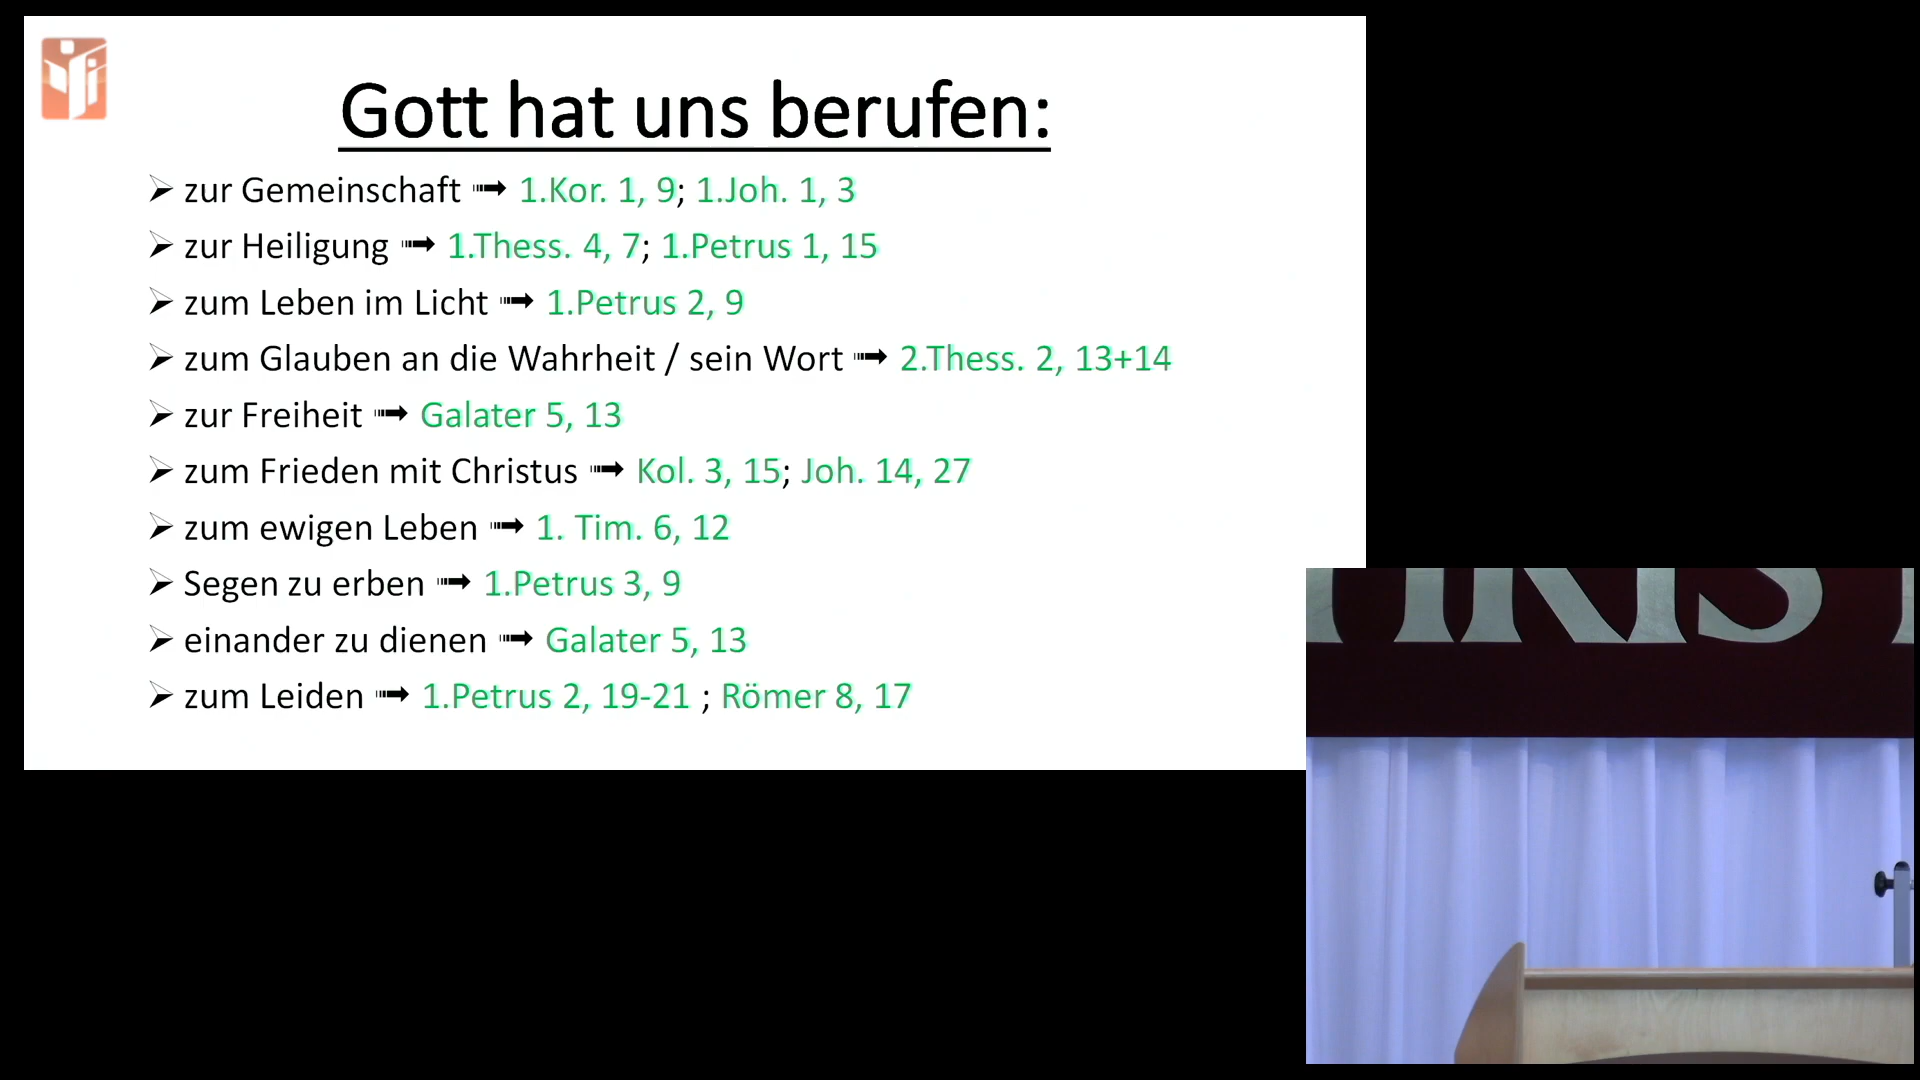 Gott hat uns berufen:
➢ zur Gemeinschaft ➟ 1.Kor. 1, 9; 1.Joh. 1, 3
➢ zur Heiligung ➟ 1.Thess. 4, 7; 1.Petrus 1, 15
➢ zum Leben im Licht ➟ 1.Petrus 2, 9
➢ zum Glauben an die Wahrheit / sein Wort ➟ 2.Thess. 2, 13+14
➢ zur Freiheit ➟ Galater 5, 13
➢ zum Frieden mit Christus ➟ Kol. 3, 15; Joh. 14, 27
➢ zum ewigen Leben ➟ 1. Tim. 6, 12
➢ Segen zu erben ➟ 1.Petrus 3, 9
➢ einander zu dienen ➟ Galater 5, 13
➢ zum Leiden ➟ 1.Petrus 2, 19-21 ; Römer 8, 17